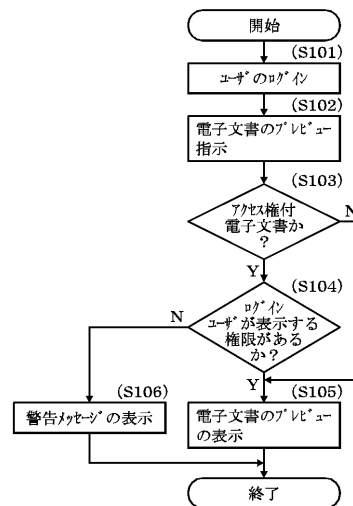 開始
(S101)
ﾕｰｻﾞのﾛｸﾞｲﾝ
(S102)
電子文書のﾌﾟﾚﾋﾞｭｰ
指示
(S103)
ｱｸｾｽ権付
電子文書か
?
N
Y
(S104)
ﾛｸﾞｲﾝ
ﾕｰｻﾞが表示する
権限がある
か?
N
Y
(S106)
(S105)
警告ﾒｯｾｰｼﾞの表示
電子文書のﾌﾟﾚﾋﾞｭｰ
の表示
終了